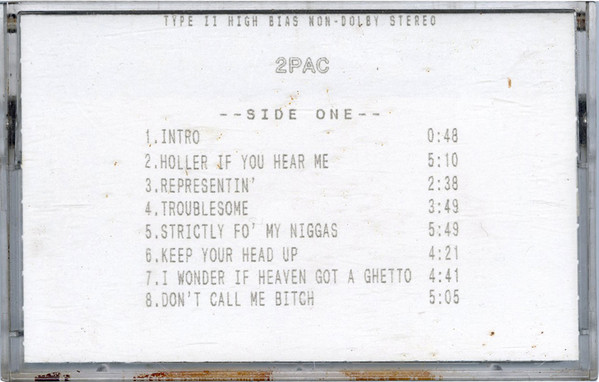 TYPE II HIGH BIAS NON-DOLBY STEREO
2PAC
--SIDE ONE--
1.INTRO 0:48
2.HOLLER IF YOU HEAR ME 5:10
3.REPRESENTIN' 2:38
4.TROUBLESOME 3:49
5.STRICTLY FO' MY NIGGAS 5:49
6.KEEP YOUR HEAD UP 4:21
7.I WONDER IF HEAVEN GOT A GHETTO 4:41
8.DON'T CALL ME BITCH 5:05